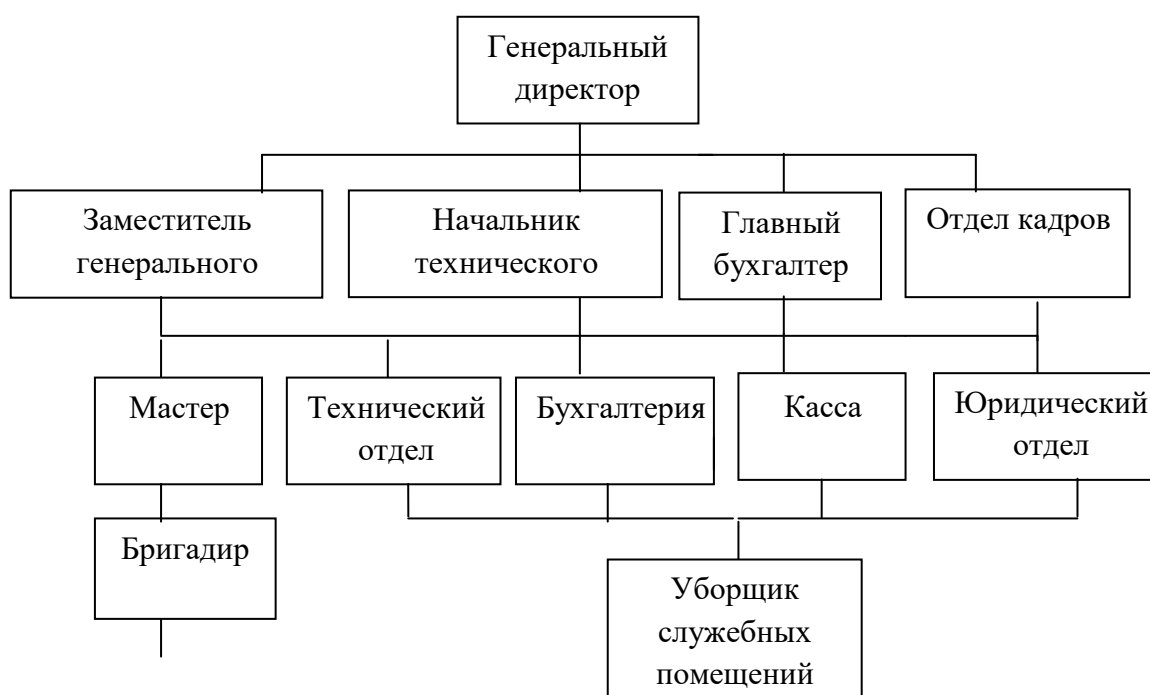 Генеральный
директор
Заместитель
генерального
Начальник
технического
Главный
бухгалтер
Отдел кадров
Мастер
Технический
отдел
Бухгалтерия
Касса
Юридический
отдел
Бригадир
Уборщик
служебных
помещений